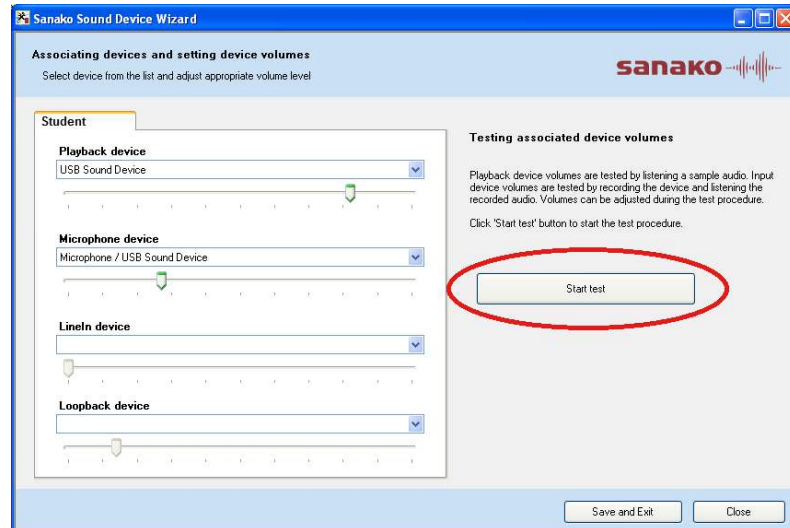 Sanako Sound Device Wizard
Associating devices and setting device volumes
Select device from the list and adjust appropriate volume level
sanako
Student
Playback device
USB Sound Device
Microphone device
Microphone / USB Sound Device
LineIn device
Loopback device
Testing associated device volumes
Playback device volumes are tested by listening a sample audio. Input
device volumes are tested by recording the device and listening the
recorded audio. Volumes can be adjusted during the test procedure.
Click 'Start test' button to start the test procedure.
Start test
Save and Exit
Close